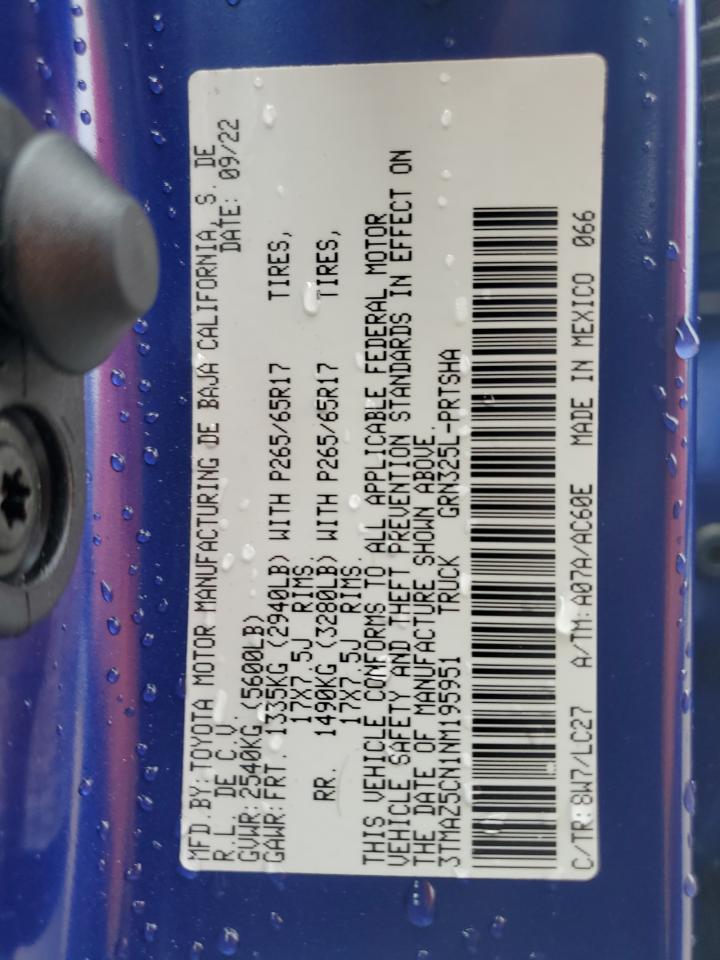 MFD.BY:TOYOTA MOTOR MANUFACTURING DE BAJA CALIFORNIA, S. DE
R.L. DE C.V. DATE: 09/22
GVWR:2540KG (5600LB)
GAWR:FRT. 1335KG (2940LB) WITH P265/65R17 TIRES,
17X7.5J RIMS
RR. 1490KG (3280LB) WITH P265/65R17 TIRES,
17X7.5J RIMS.
THIS VEHICLE CONFORMS TO ALL APPLICABLE FEDERAL MOTOR
VEHICLE SAFETY AND THEFT PREVENTION STANDARDS IN EFFECT ON
THE DATE OF MANUFACTURE SHOWN ABOVE.
3TMAZ5CN1NM195951 TRUCK GRN325L-PRTSHA
C/TR:8W7/LC27 A/TM:A07A/AC60E MADE IN MEXICO 066